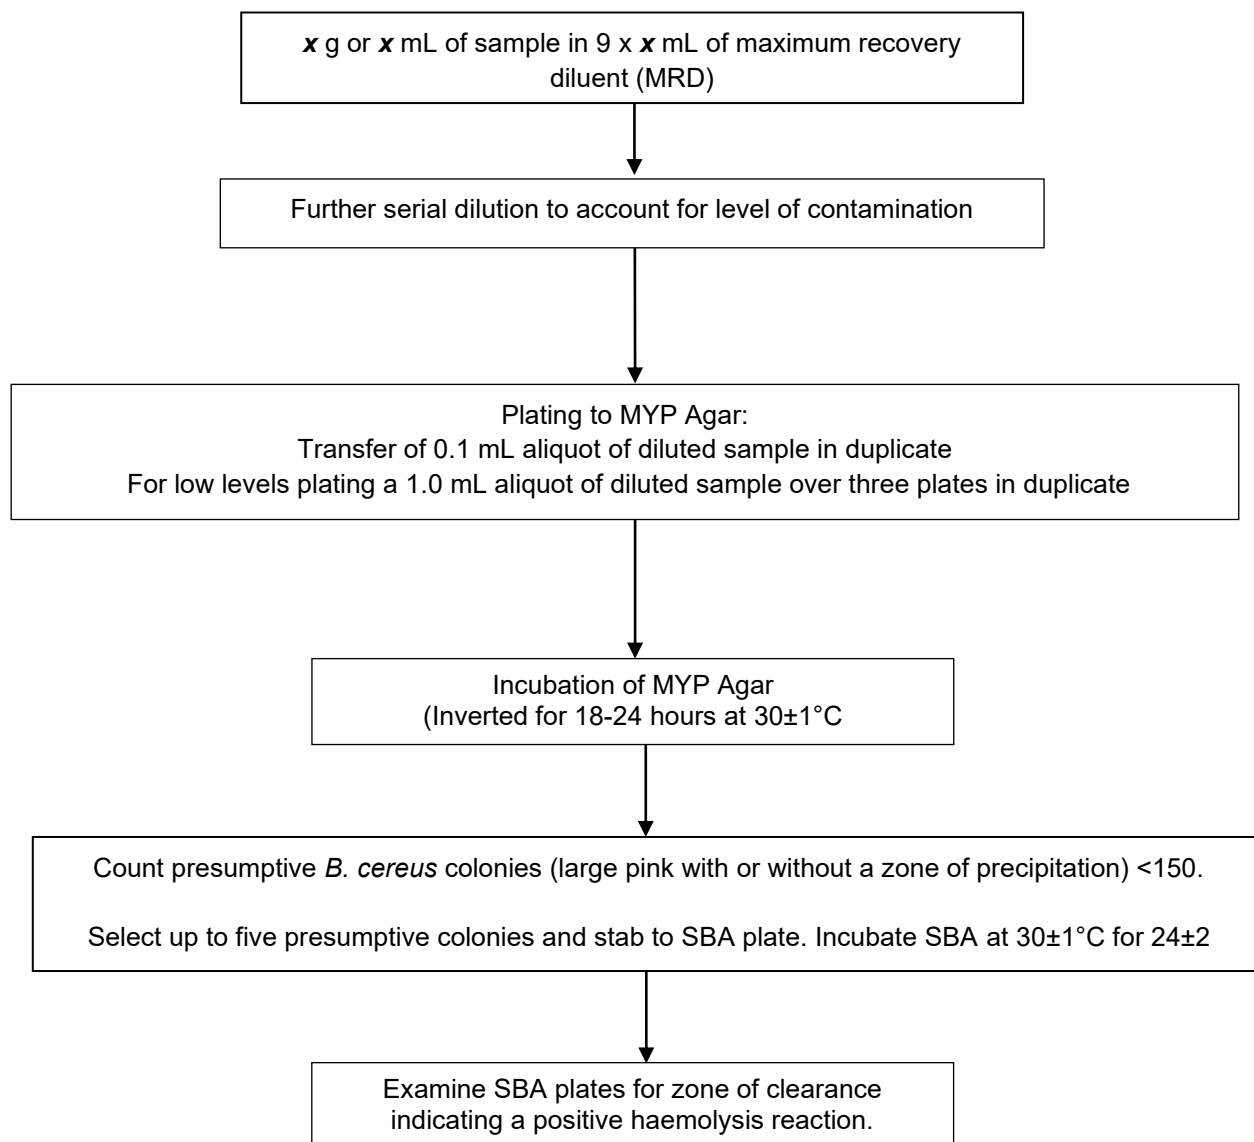 x g or x mL of sample in 9 x x mL of maximum recovery
diluent (MRD)
Further serial dilution to account for level of contamination
Plating to MYP Agar:
Transfer of 0.1 mL aliquot of diluted sample in duplicate
For low levels plating a 1.0 mL aliquot of diluted sample over three plates in duplicate
Incubation of MYP Agar
(Inverted for 18-24 hours at 30±1°C
Count presumptive B. cereus colonies (large pink with or without a zone of precipitation) <150.
Select up to five presumptive colonies and stab to SBA plate. Incubate SBA at 30±1°C for 24±2
Examine SBA plates for zone of clearance
indicating a positive haemolysis reaction.